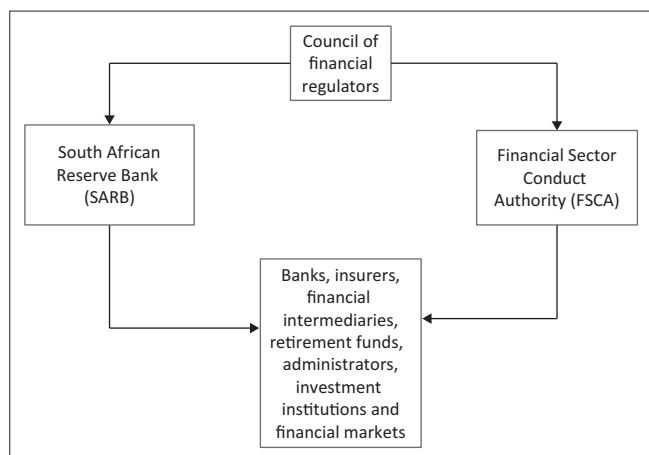 Council of
financial
regulators
South African
Reserve Bank
(SARB)
Financial Sector
Conduct
Authority (FSCA)
Banks, insurers,
financial
intermediaries,
retirement funds,
administrators,
investment
institutions and
financial markets